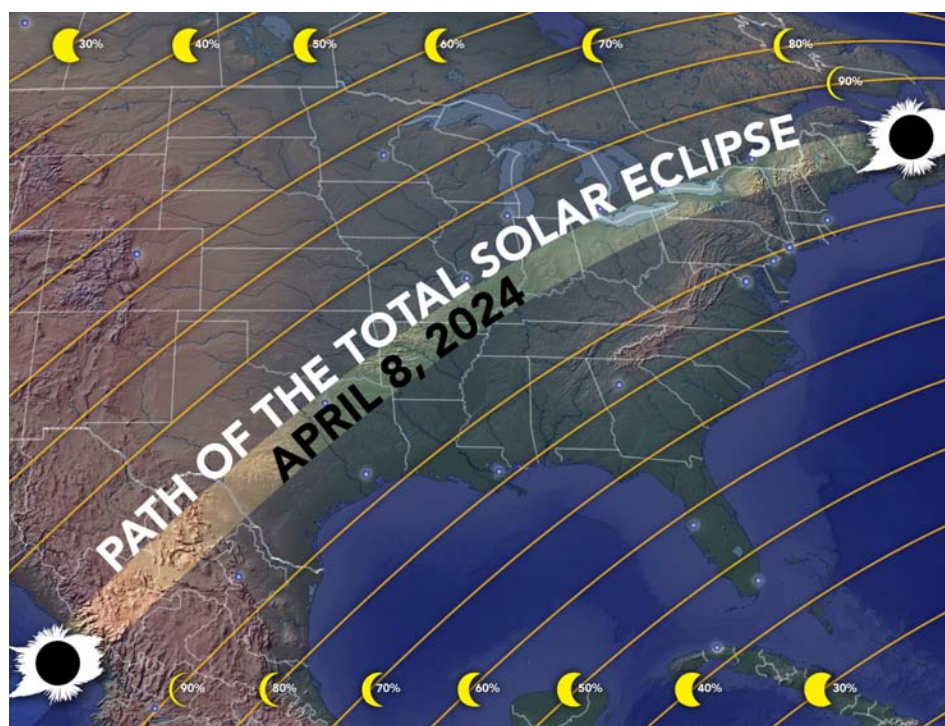 30% 40% 50% 60% 70% 80%
90%
PATH OF THE TOTAL SOLAR ECLIPSE
APRIL 8, 2024
90% 80% 70% 60% 50% 40% 30%